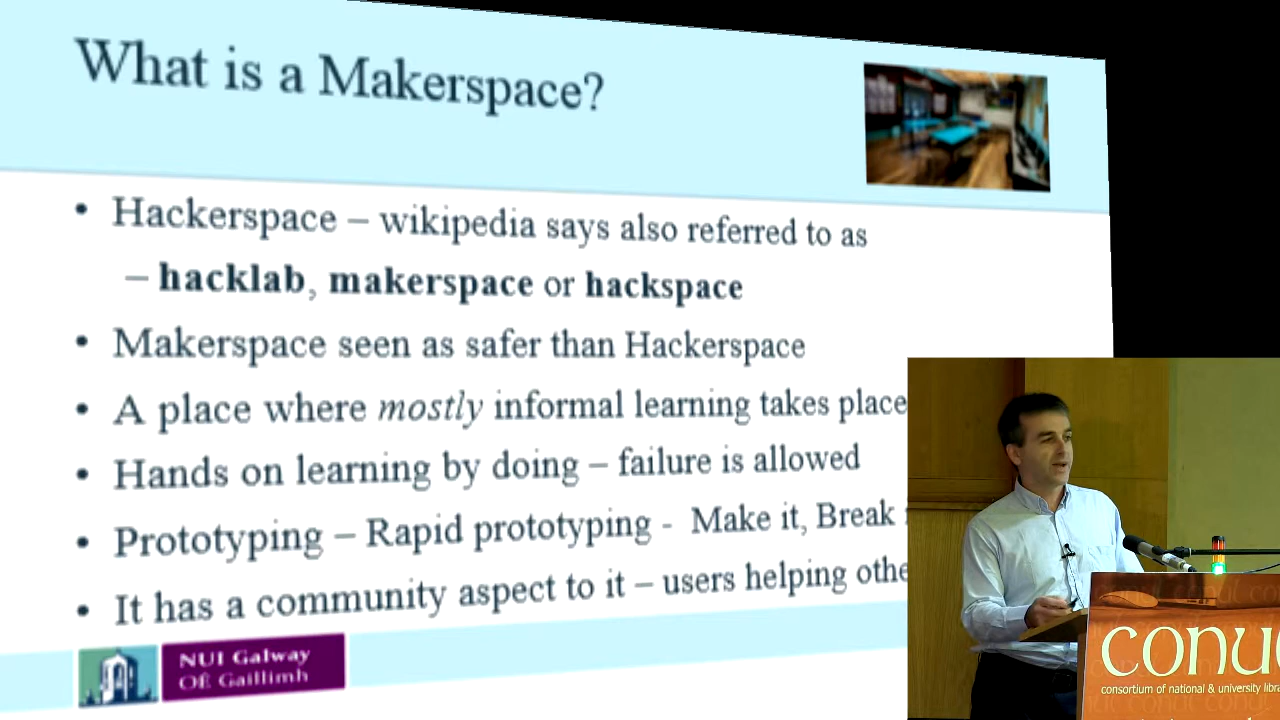 What is a Makerspace?
• Hackerspace – wikipedia says also referred to as
– hacklab, makerspace or hackspace
• Makerspace seen as safer than Hackerspace
• A place where mostly informal learning takes place
• Hands on learning by doing – failure is allowed
• Prototyping – Rapid prototyping - Make it, Break
• It has a community aspect to it – users helping othe
NUI Galway
OÉ Gaillimh
conu
consortium of national & university libra